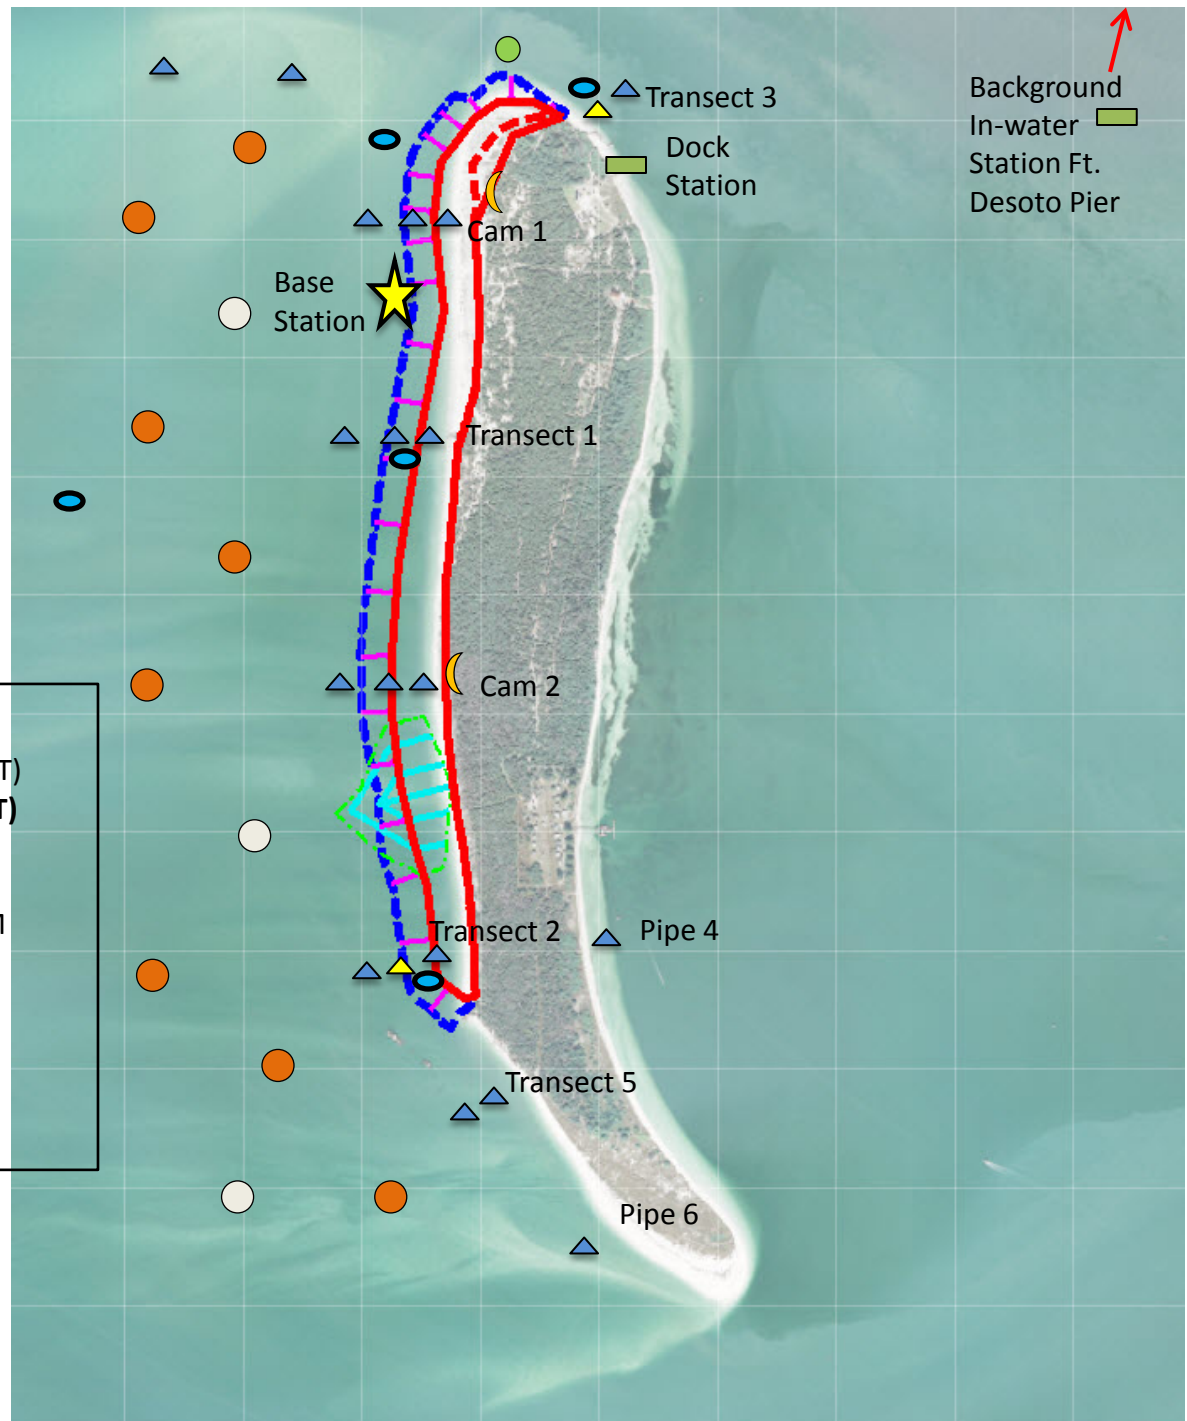 Transect 3
Background
In-water
Station Ft.
Desoto Pier
Dock
Station
Cam 1
Base
Station
Transect 1
Cam 2
T)
T)
Transect 2
Pipe 4
Transect 5
Pipe 6